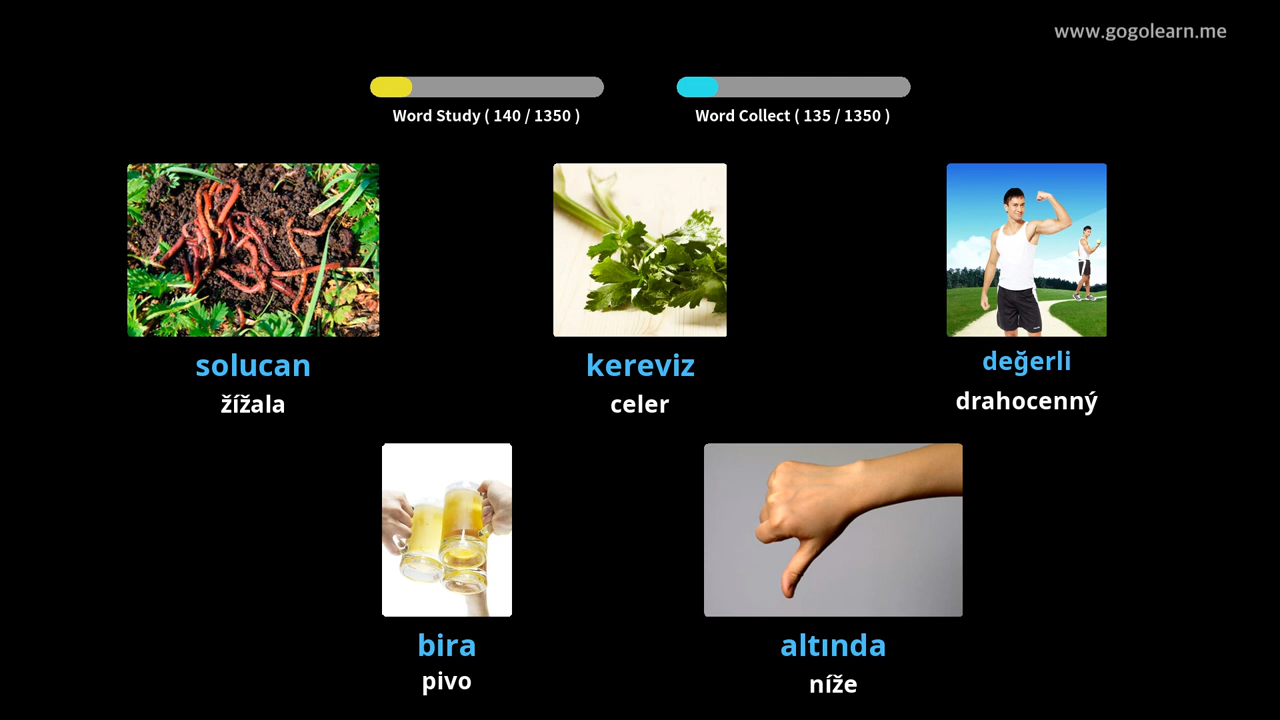 www.gogolearn.me
Word Study ( 140 / 1350 )
Word Collect ( 135 / 1350 )
solucan
žížala
kereviz
celer
değerli
drahocenný
bira
pivo
altında
níže